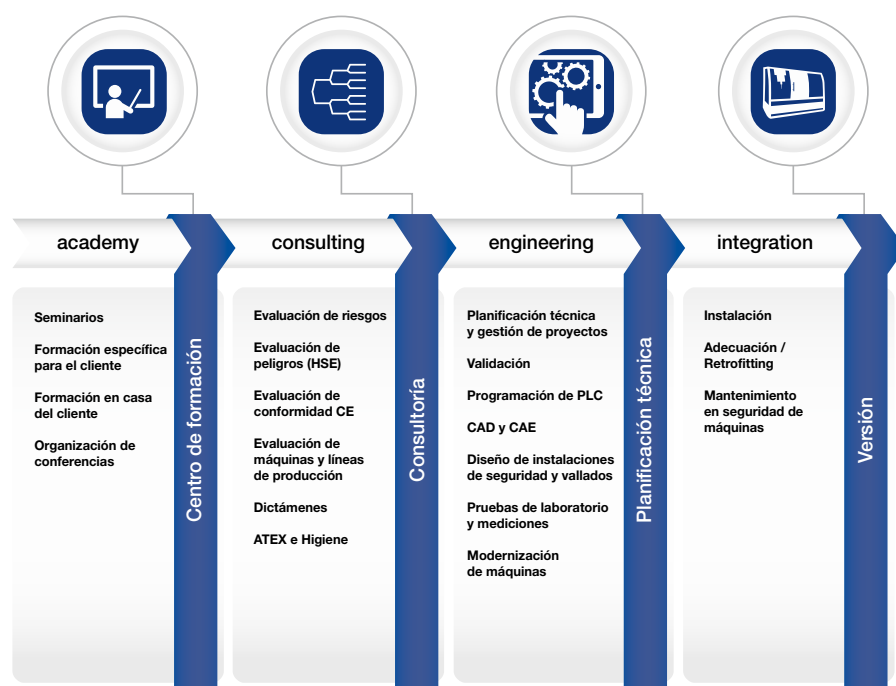 academy
Seminarios
Formación específica
para el cliente
Formación en casa
del cliente
Organización de
conferencias
Centro de formación
consulting
Evaluación de riesgos
Evaluación de
peligros (HSE)
Evaluación de
conformidad CE
Evaluación de
máquinas y líneas
de producción
Dictámenes
ATEX e Higiene
Consultoría
engineering
Planificación técnica
y gestión de proyectos
Validación
Programación de PLC
CAD y CAE
Diseño de instalaciones
de seguridad y vallados
Pruebas de laboratorio
y mediciones
Modernización
de máquinas
Planificación técnica
integration
Instalación
Adecuación /
Retrofitting
Mantenimiento
en seguridad de
máquinas
Versión